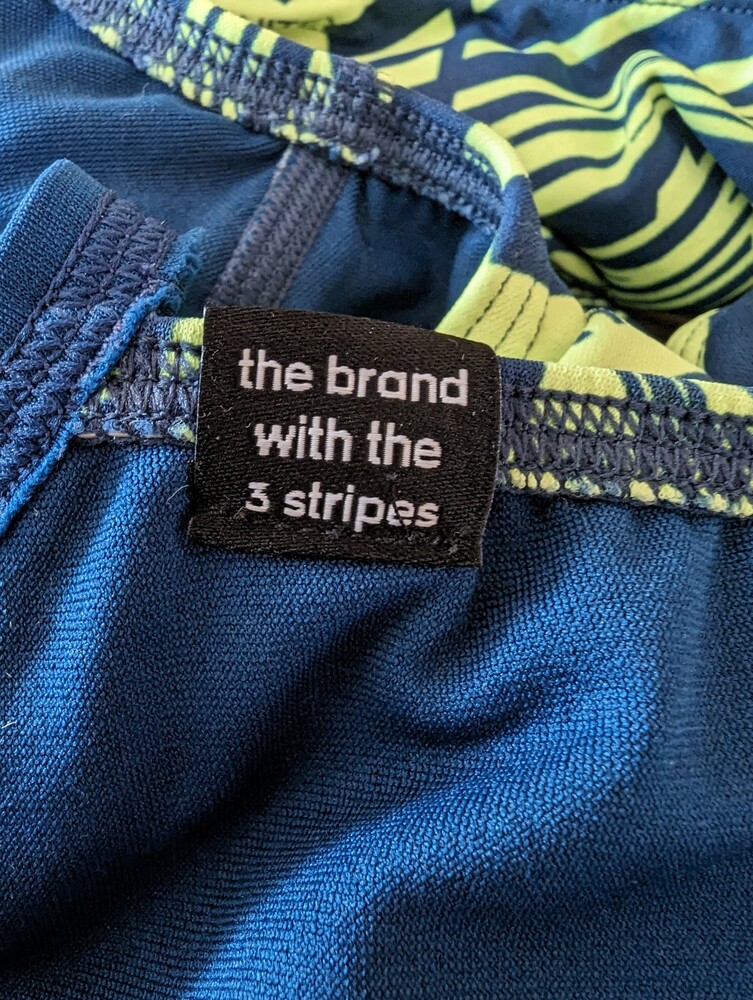 the brand
with the
3 stripes